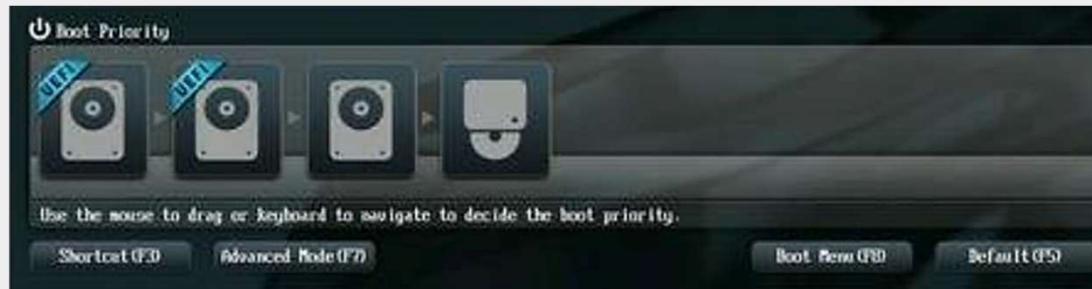 Boot Priority
UEFI UEFI
Use the mouse to drag or keyboard to navigate to decide the boot priority.
Shortcut(F3) Advanced Mode(F7) Boot Menu(F8) Default(F5)